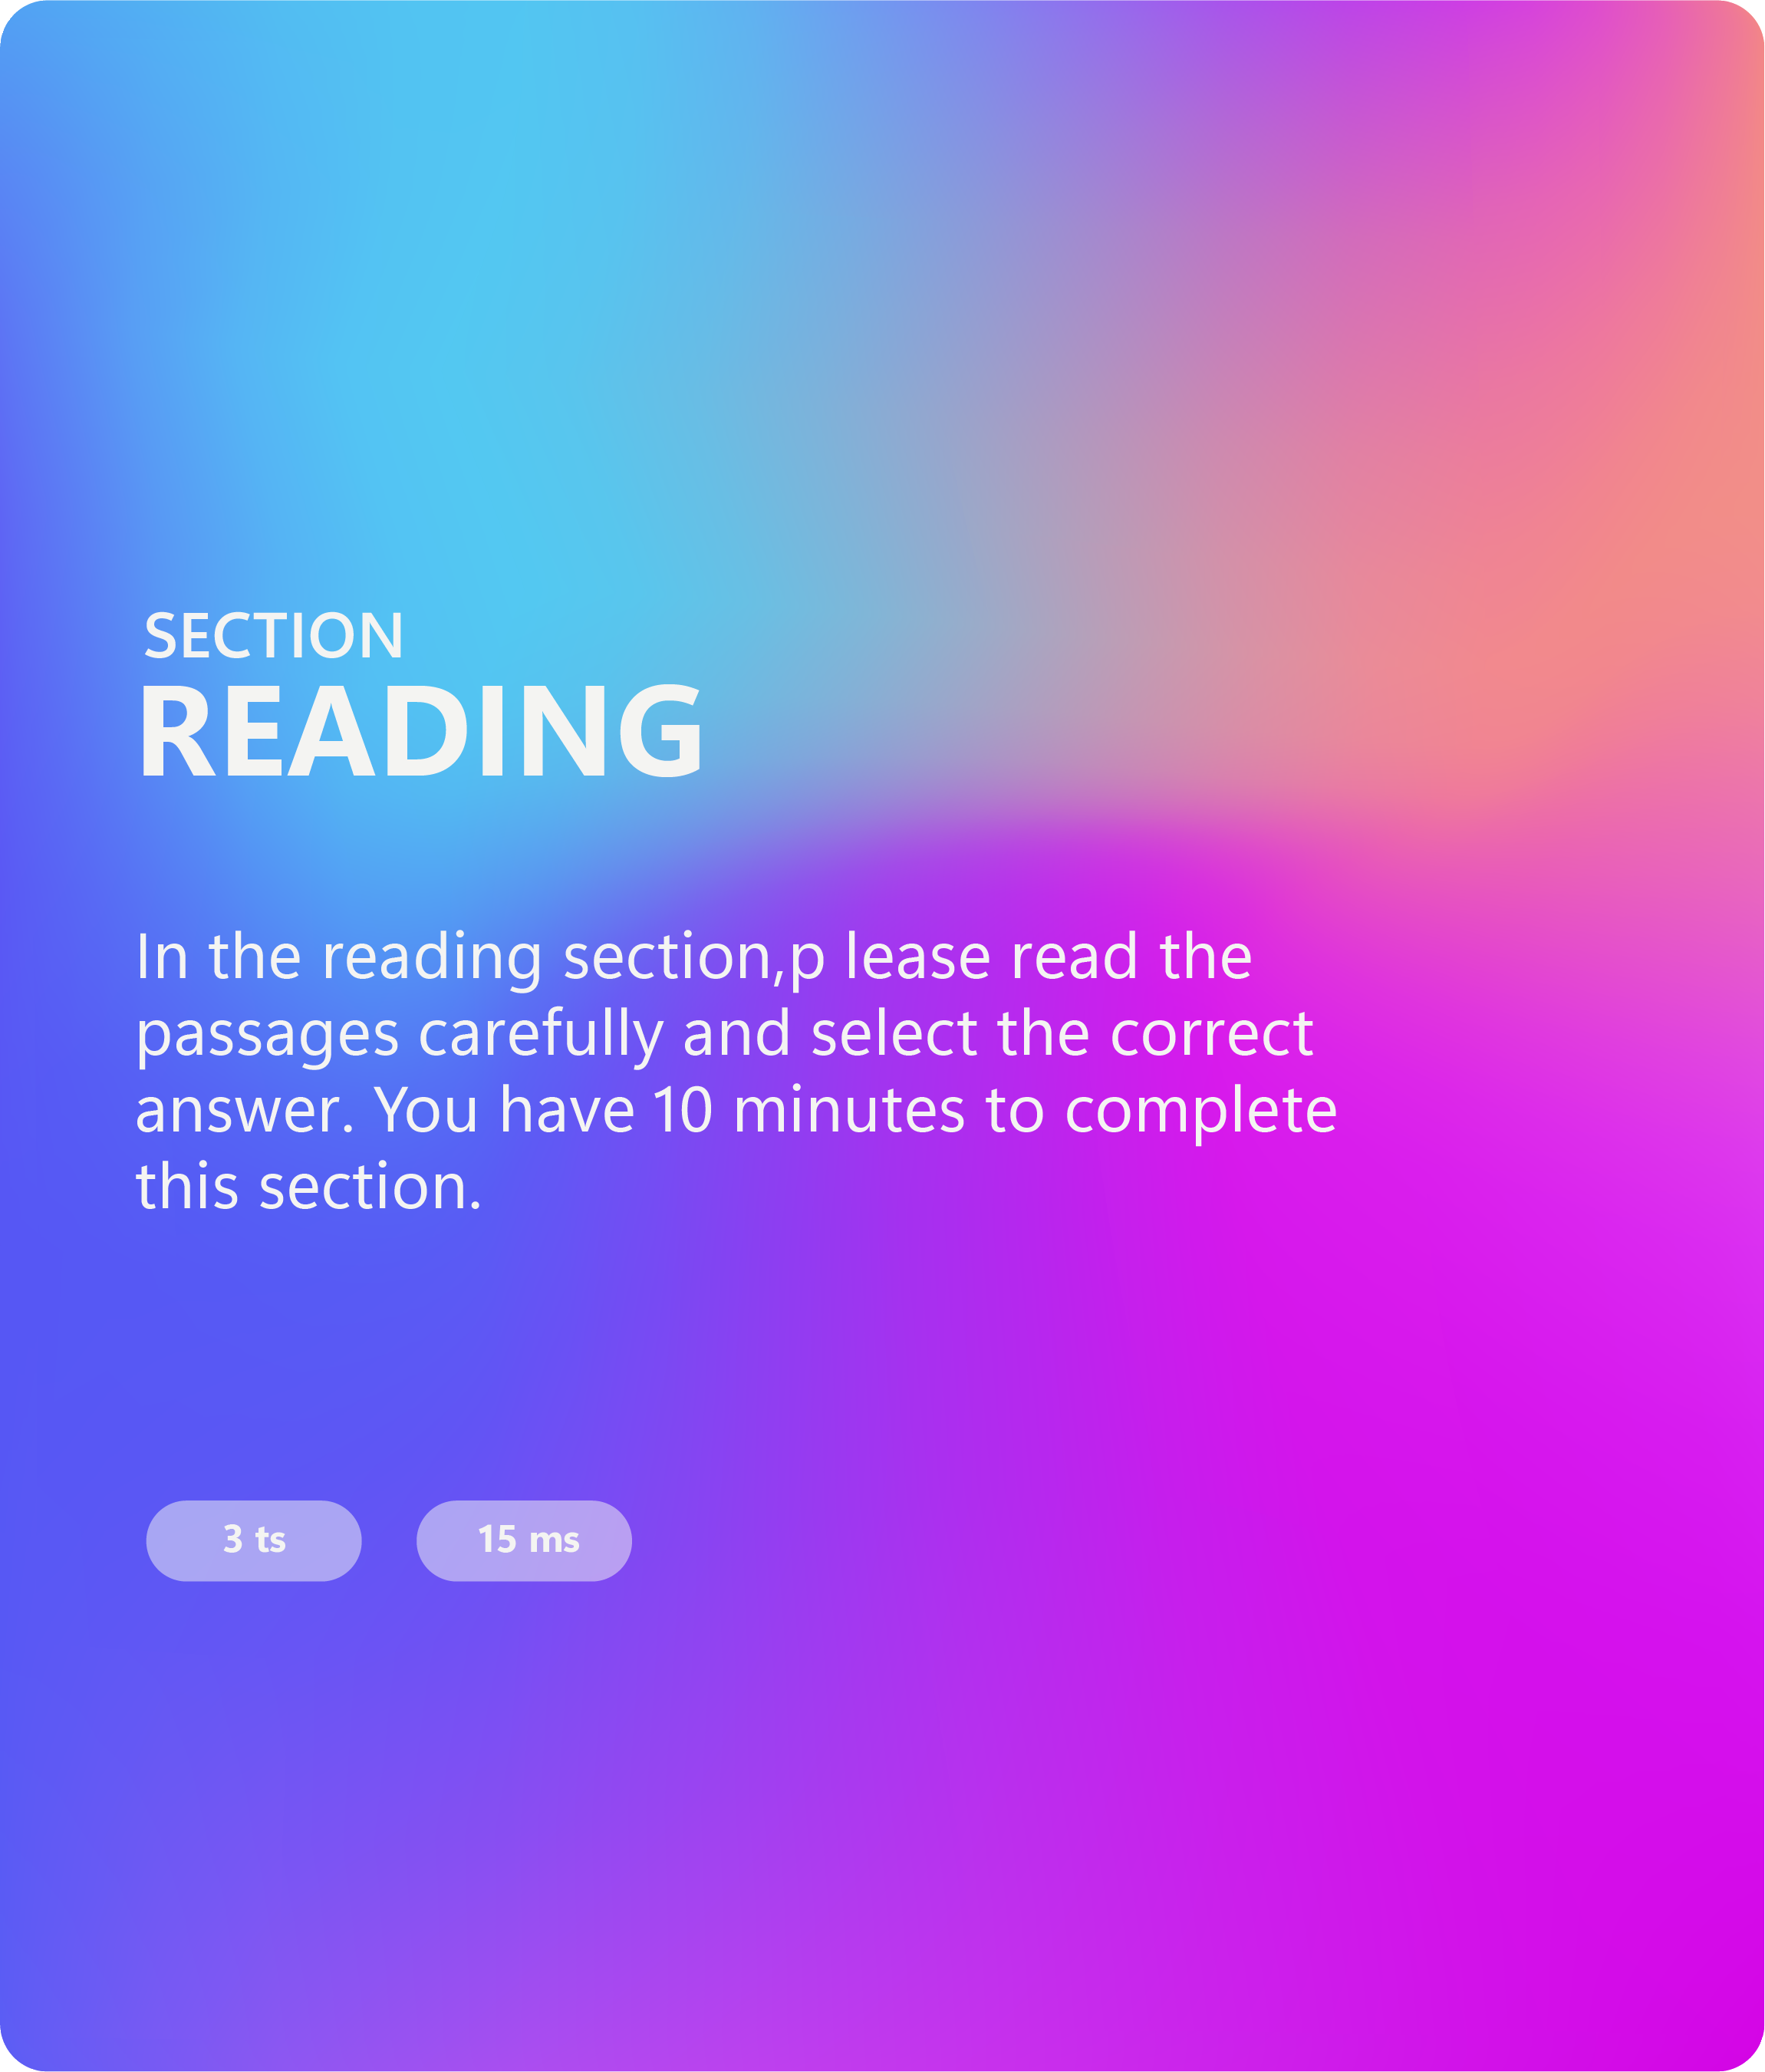 SECTION
READING
In the reading section,p lease read the
passages carefully and select the correct
answer. You have 10 minutes to complete
this section.
3 ts
15 ms